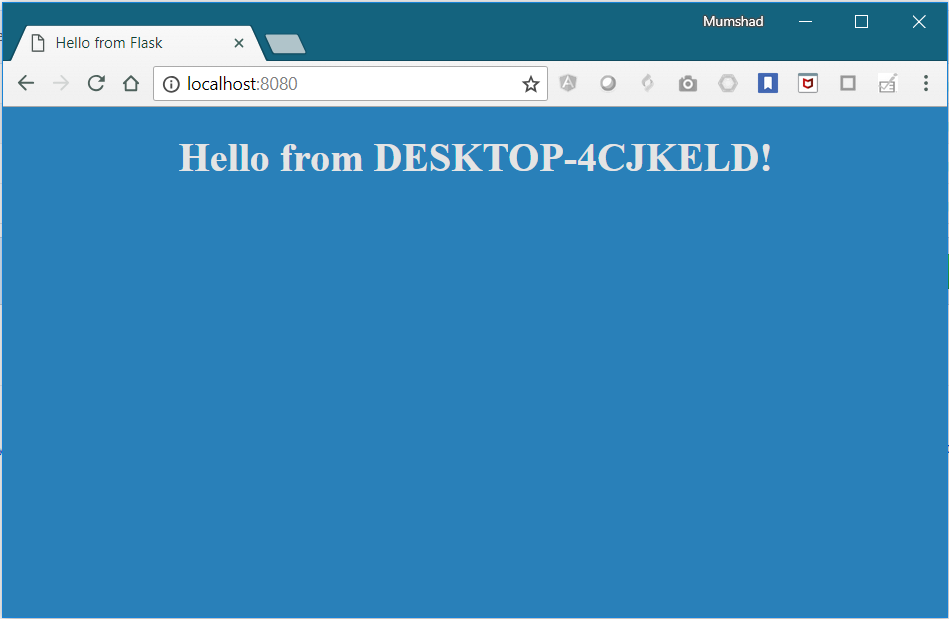 Mumshad
Hello from Flask
localhost:8080
Hello from DESKTOP-4CJKELD!